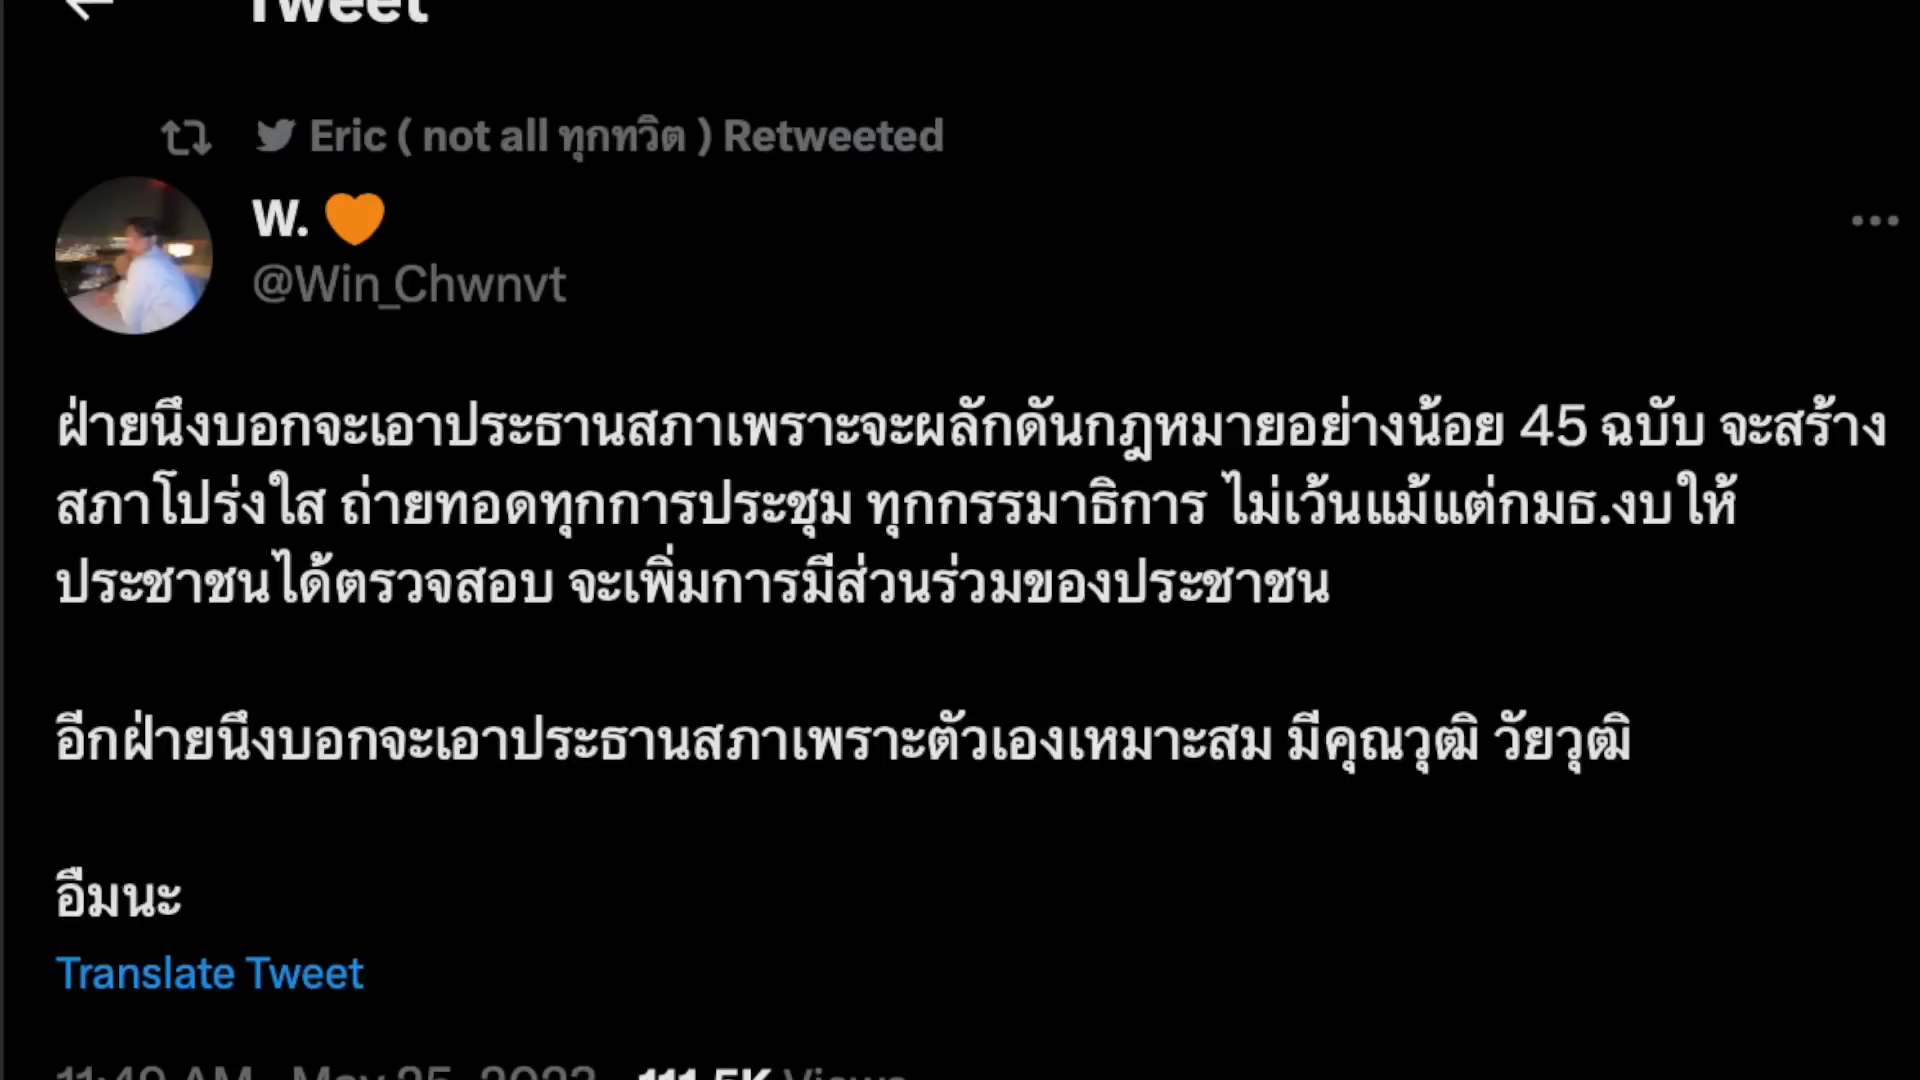 Tweet
Eric ( not all ทุกทวิต ) Retweeted
W. 🧡
@Win_Chwnvt
ฝ่ายนึงบอกจะเอาประธานสภาเพราะจะผลักดันกฎหมายอย่างน้อย 45 ฉบับ จะสร้าง
สภาโปร่งใส ถ่ายทอดทุกการประชุม ทุกกรรมาธิการ ไม่เว้นแม้แต่กมธ.งบให้
ประชาชนได้ตรวจสอบ จะเพิ่มการมีส่วนร่วมของประชาชน
อีกฝ่ายนึงบอกจะเอาประธานสภาเพราะตัวเองเหมาะสม มีคุณวุฒิ วัยวุฒิ
อืมนะ
Translate Tweet
11:49 AM · May 25, 2023 · 111.5K Views